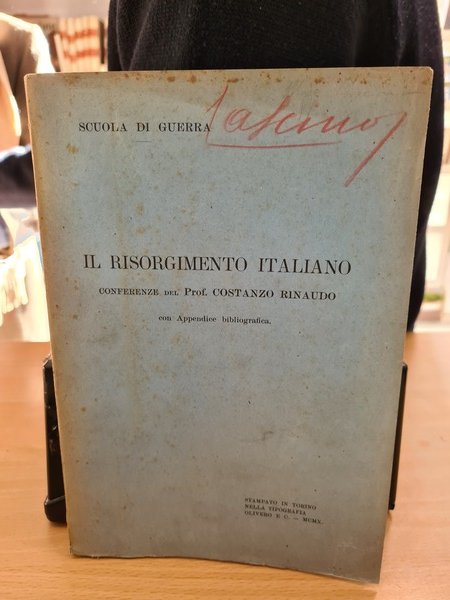 SCUOLA DI GUERRA
IL RISORGIMENTO ITALIANO
CONFERENZE DEL Prof. COSTANZO RINAUDO
con Appendice bibliografica.
STAMPATO IN TORINO
NELLA TIPOGRAFIA
OLIVERO E C. — MCMX.